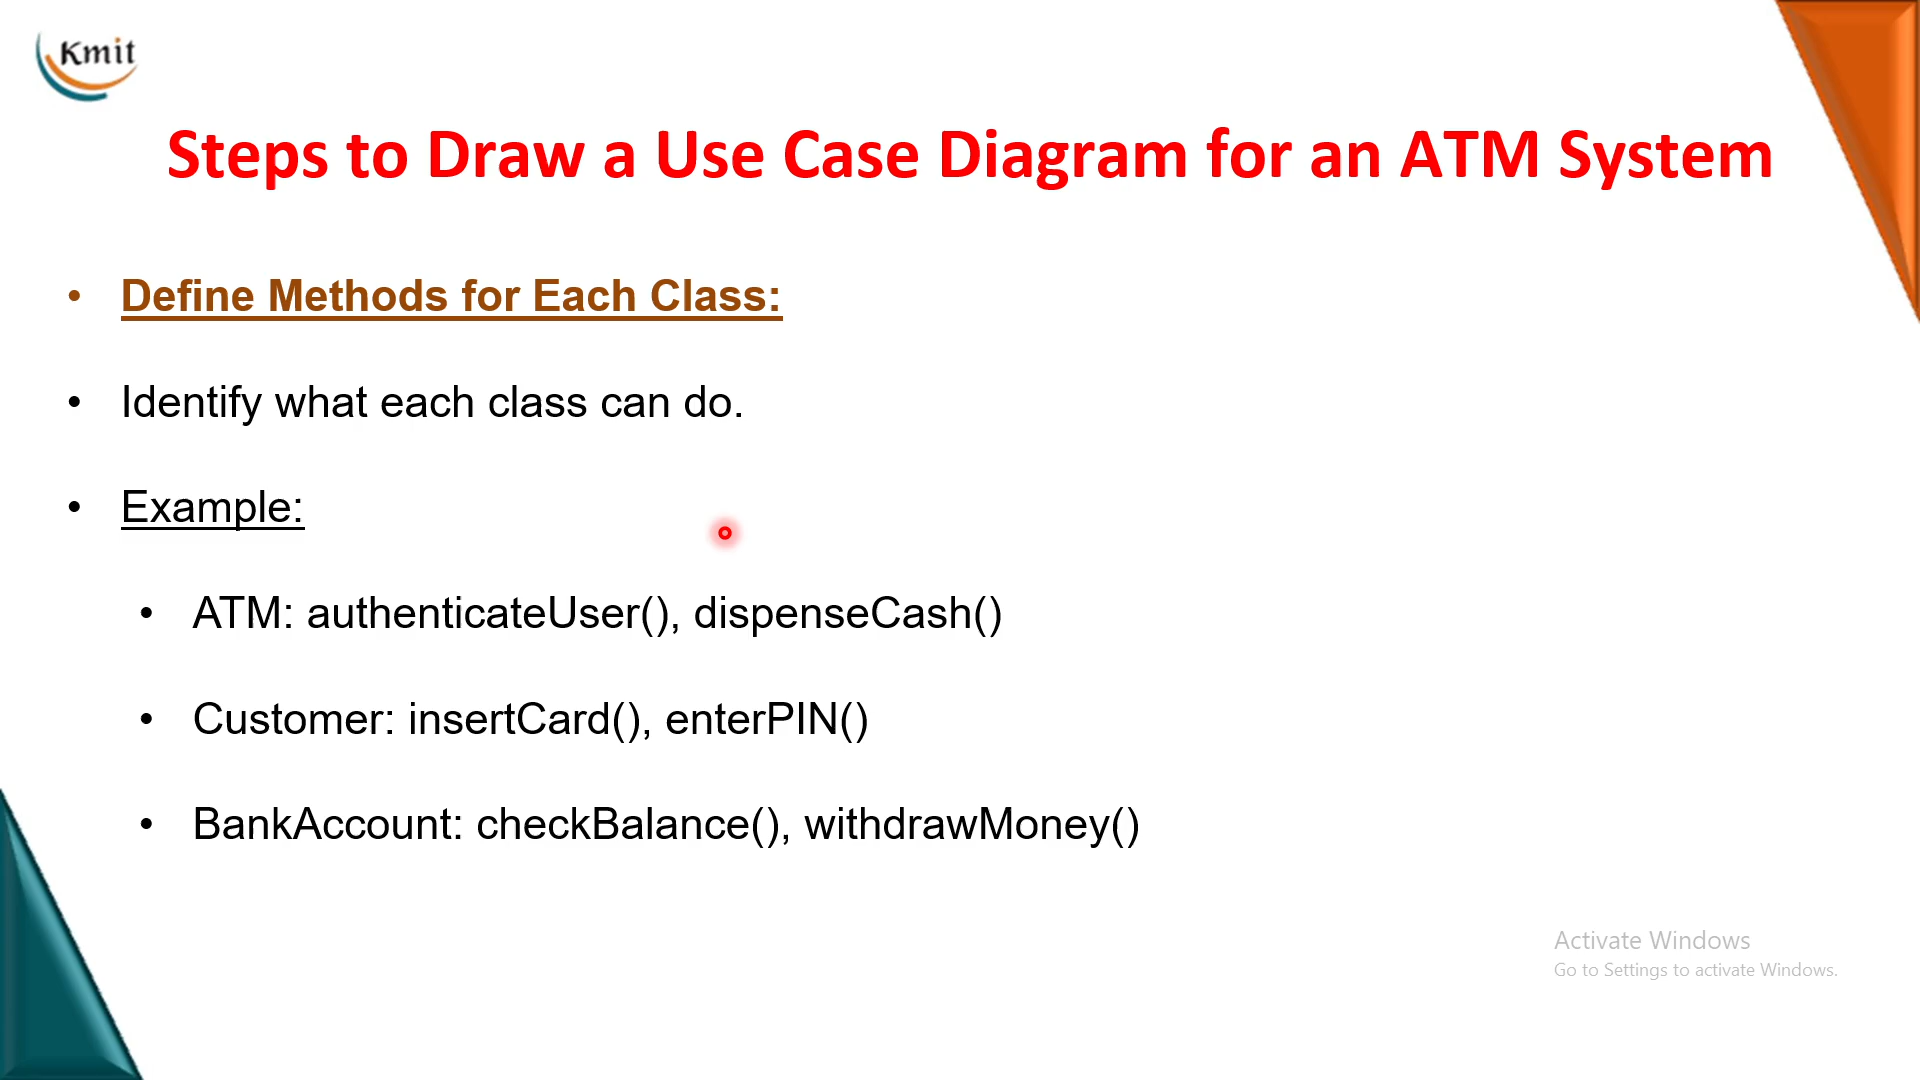 Kmit
Steps to Draw a Use Case Diagram for an ATM System
• Define Methods for Each Class:
• Identify what each class can do.
• Example:
• ATM: authenticateUser(), dispenseCash()
• Customer: insertCard(), enterPIN()
• BankAccount: checkBalance(), withdrawMoney()
Activate Windows
Go to Settings to activate Windows.